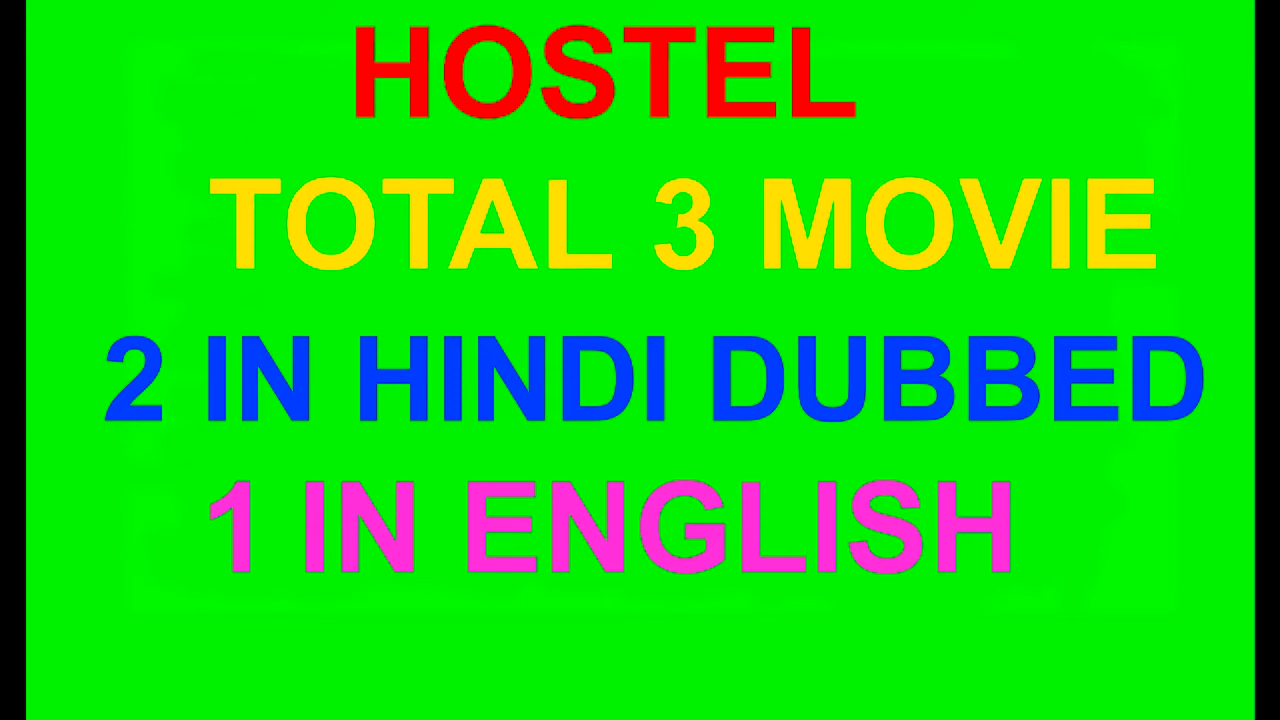 HOSTEL
TOTAL 3 MOVIE
2 IN HINDI DUBBED
1 IN ENGLISH